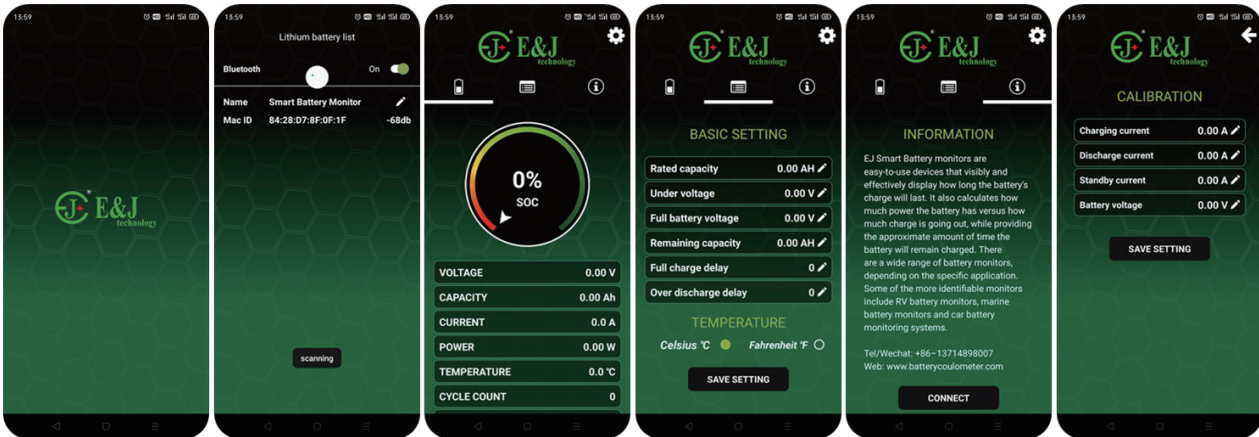 13:59
E&J
technology
13:59
Lithium battery list
Bluetooth On
Name Smart Battery Monitor
Mac ID 84:28:D7:8F:0F:1F -68db
scanning
13:59
E&J
technology
0%
SOC
VOLTAGE 0.00 V
CAPACITY 0.00 Ah
CURRENT 0.0 A
POWER 0.00 W
TEMPERATURE 0.0 ℃
CYCLE COUNT 0
13:59
E&J
technology
BASIC SETTING
Rated capacity 0.00 AH
Under voltage 0.00 V
Full battery voltage 0.00 V
Remaining capacity 0.00 AH
Full charge delay 0
Over discharge delay 0
TEMPERATURE
Celsius ℃ Fahrenheit ℉
SAVE SETTING
13:59
E&J
technology
INFORMATION
EJ Smart Battery monitors are
easy-to-use devices that visibly and
effectively display how long the battery's
charge will last. It also calculates how
much power the battery has versus how
much charge is going out, while providing
the approximate amount of time the
battery will remain charged. There
are a wide range of battery monitors,
depending on the specific application.
Some of the more identifiable monitors
include RV battery monitors, marine
battery monitors and car battery
monitoring systems.
Tel/Wechat: +86-13714898007
Web: www.batterycoulometer.com
CONNECT
13:59
E&J
technology
CALIBRATION
Charging current 0.00 A
Discharge current 0.00 A
Standby current 0.00 A
Battery voltage 0.00 V
SAVE SETTING